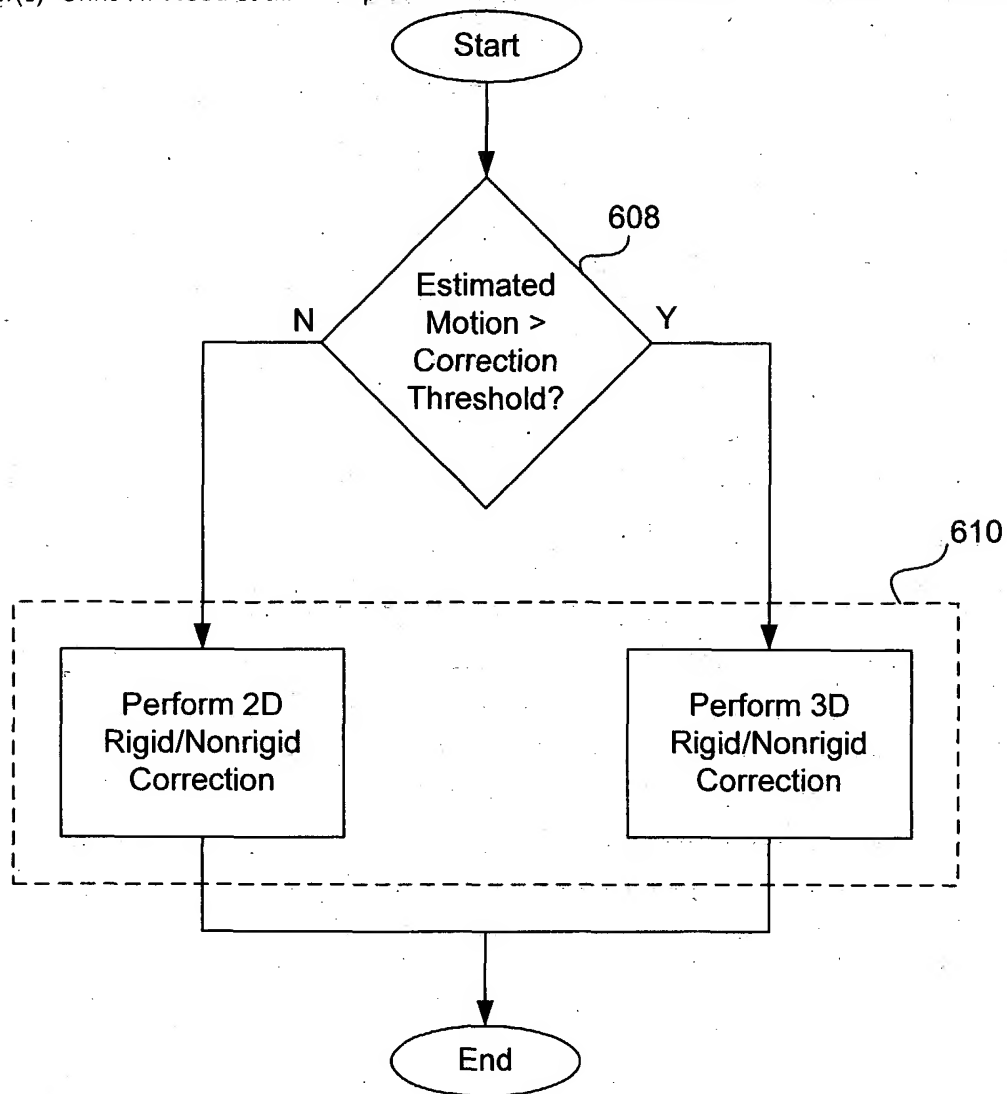 Start
608
Estimated
Motion >
Correction
Threshold?
N
Y
610
Perform 2D
Rigid/Nonrigid
Correction
Perform 3D
Rigid/Nonrigid
Correction
End